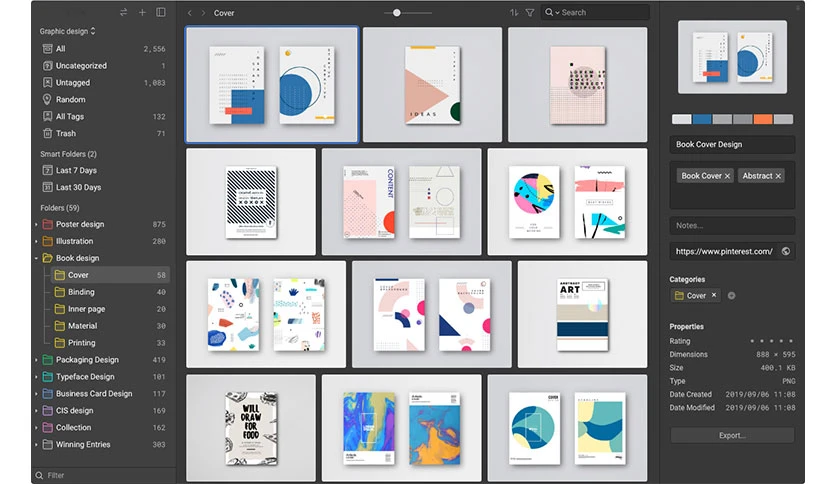 Graphic design
All 2,556
Uncategorized 1
Untagged 1,083
Random
All Tags 132
Trash 71
Smart Folders (2)
Last 7 Days
Last 30 Days
Folders (59)
Poster design 875
Illustration 280
Book design
Cover 58
Binding 40
Inner page 20
Material 30
Printing 33
Packaging Design 419
Typeface Design 101
Business Card Design 117
CIS design 169
Collection 162
Winning Entries 303
Filter
Cover
Search
IDEAS
CONTENT
ABSTRACT
ART
WILL
DRAW
FOR
FOOD
COVER
Book Cover Design
Book Cover × Abstract ×
Notes...
https://www.pinterest.com/
Categories
Cover ×
Properties
Rating
Dimensions 888 × 595
Size 400.1 KB
Type PNG
Date Created 2019/09/06 11:08
Date Modified 2019/09/06 11:08
Export...